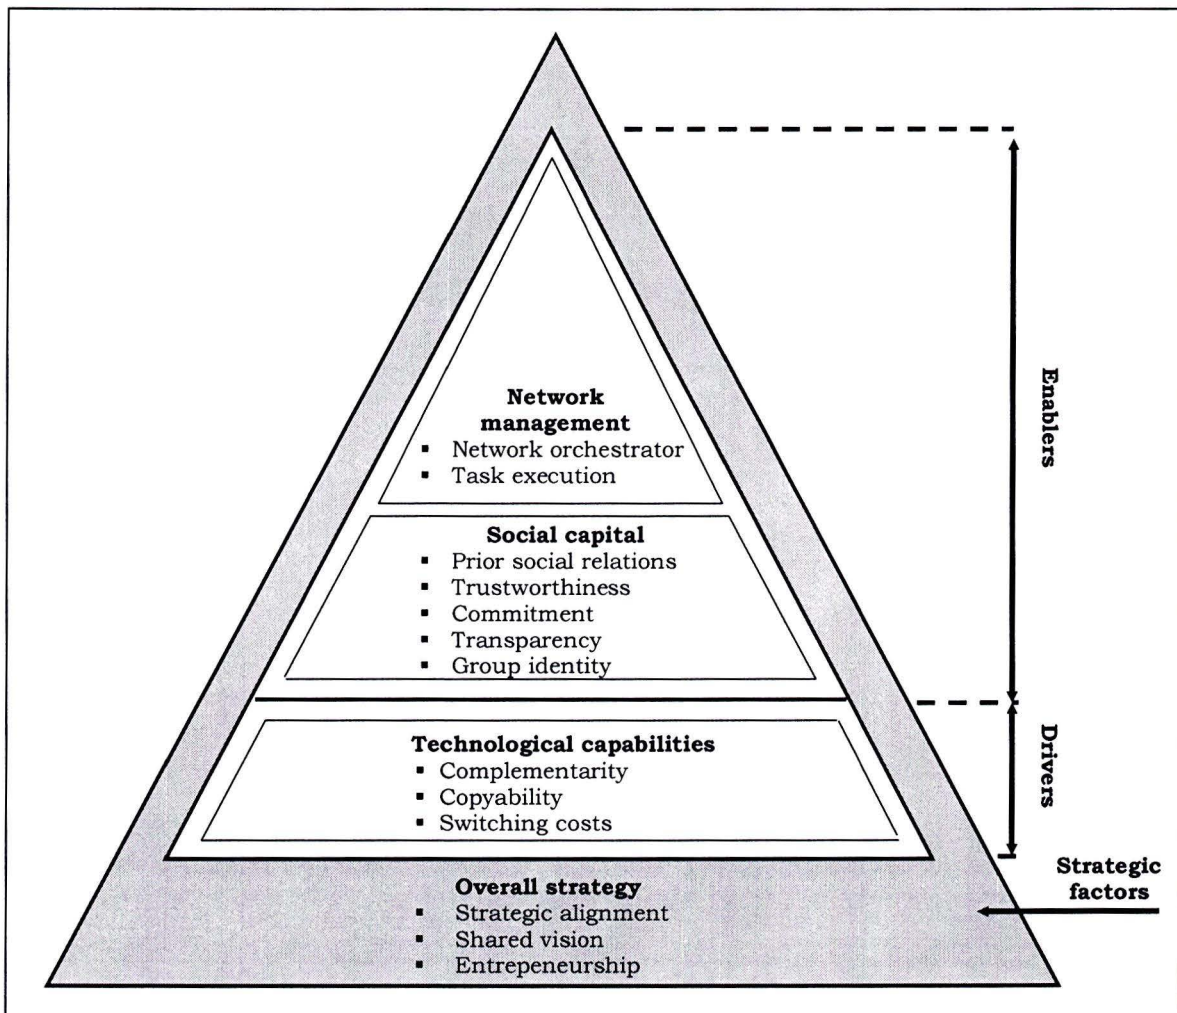 Network
management
▪ Network orchestrator
▪ Task execution
Social capital
▪ Prior social relations
▪ Trustworthiness
▪ Commitment
▪ Transparency
▪ Group identity
Technological capabilities
▪ Complementarity
▪ Copyability
▪ Switching costs
Overall strategy
▪ Strategic alignment
▪ Shared vision
▪ Entrepeneurship
Enablers
Drivers
Strategic
factors